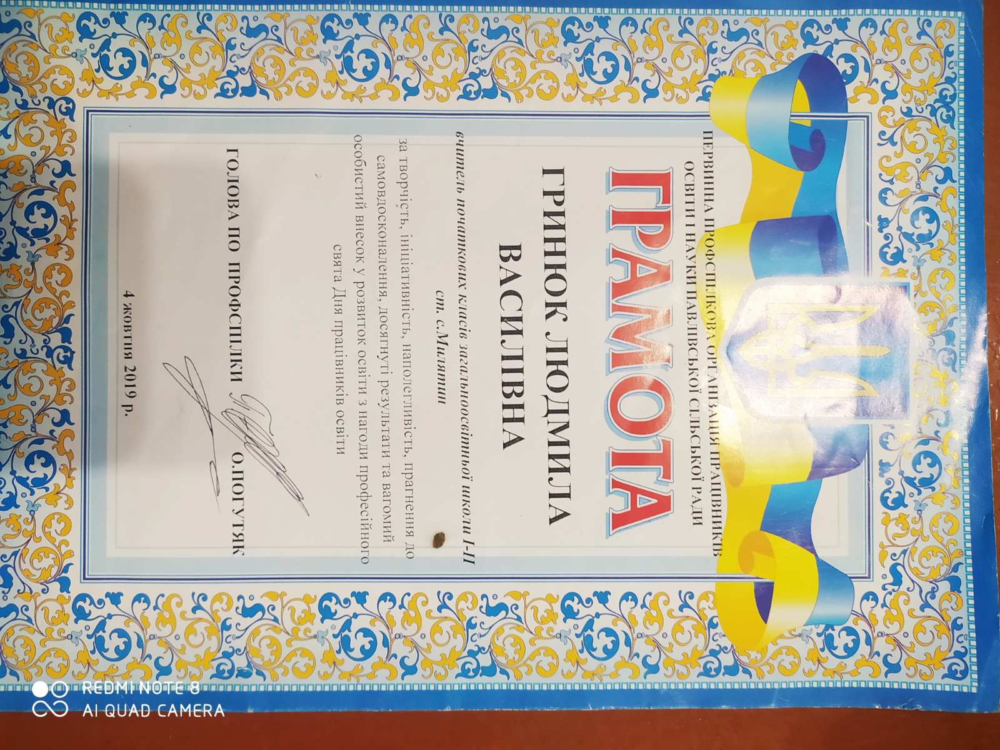 ПЕРВИННА ПРОФСПІЛКОВА ОРГАНІЗАЦІЯ ПРАЦІВНИКІВ
ОСВІТИ І НАУКИ ПАВЛІВСЬКОЇ СІЛЬСЬКОЇ РАДИ
ГРАМОТА
ГРИНЮК ЛЮДМИЛА
ВАСИЛІВНА
вчитель початкових класів загальноосвітньої школи І-ІІ
ст. с.Милятин
за творчість, ініціативність, наполегливість, прагнення до
самовдосконалення, досягнуті результати та вагомий
особистий внесок у розвиток освіти з нагоди професійного
свята Дня працівників освіти
ГОЛОВА ПО ПРОФСПІЛКИ О.ПОГУТЯК
4 жовтня 2019 р.
REDMI NOTE 8
AI QUAD CAMERA